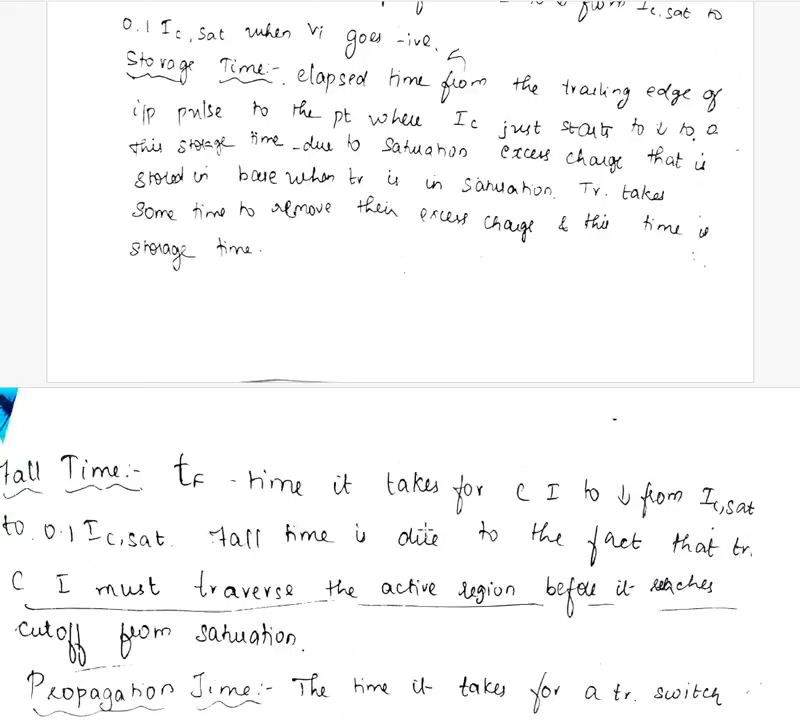 from Ic, sat to
0.1 Ic, sat when Vi goes -ive.
Storage Time:- elapsed time from the trailing edge of
i/p pulse to the pt where Ic just starts to ↓ to 0
this storage time -due to Saturation excess charge that is
stored in base when tr is in saturation. Tr. takes
some time to remove their excess charge & this time is
storage time.
Fall Time:- tF - time it takes for C I to ↓ from Ic,sat
to 0.1 Ic,sat. Fall time is due to the fact that tr.
C I must traverse the active region before it reaches
cutoff from saturation.
Propagation Time:- The time it takes for a tr. switch